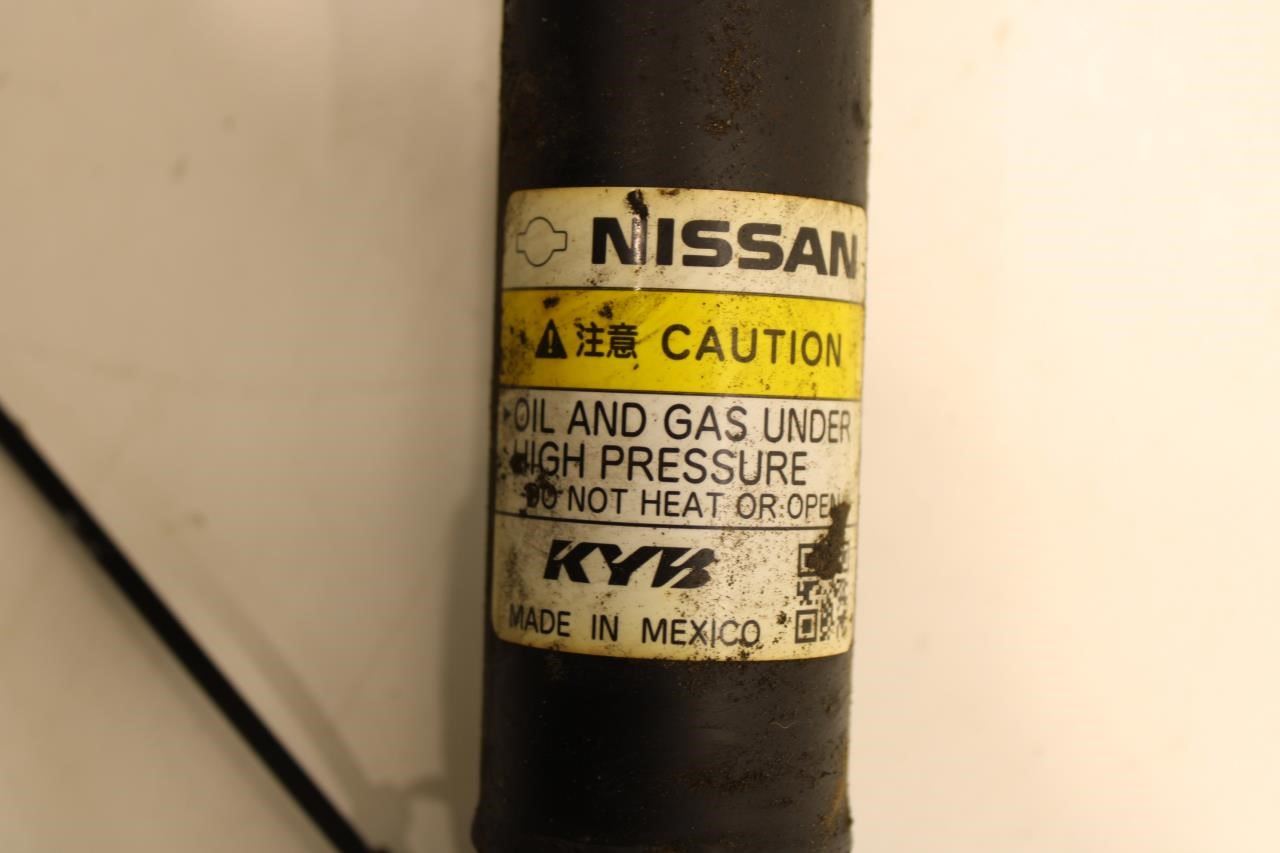 NISSAN
注意 CAUTION
OIL AND GAS UNDER
HIGH PRESSURE
DO NOT HEAT OR OPEN
KYB
MADE IN MEXICO